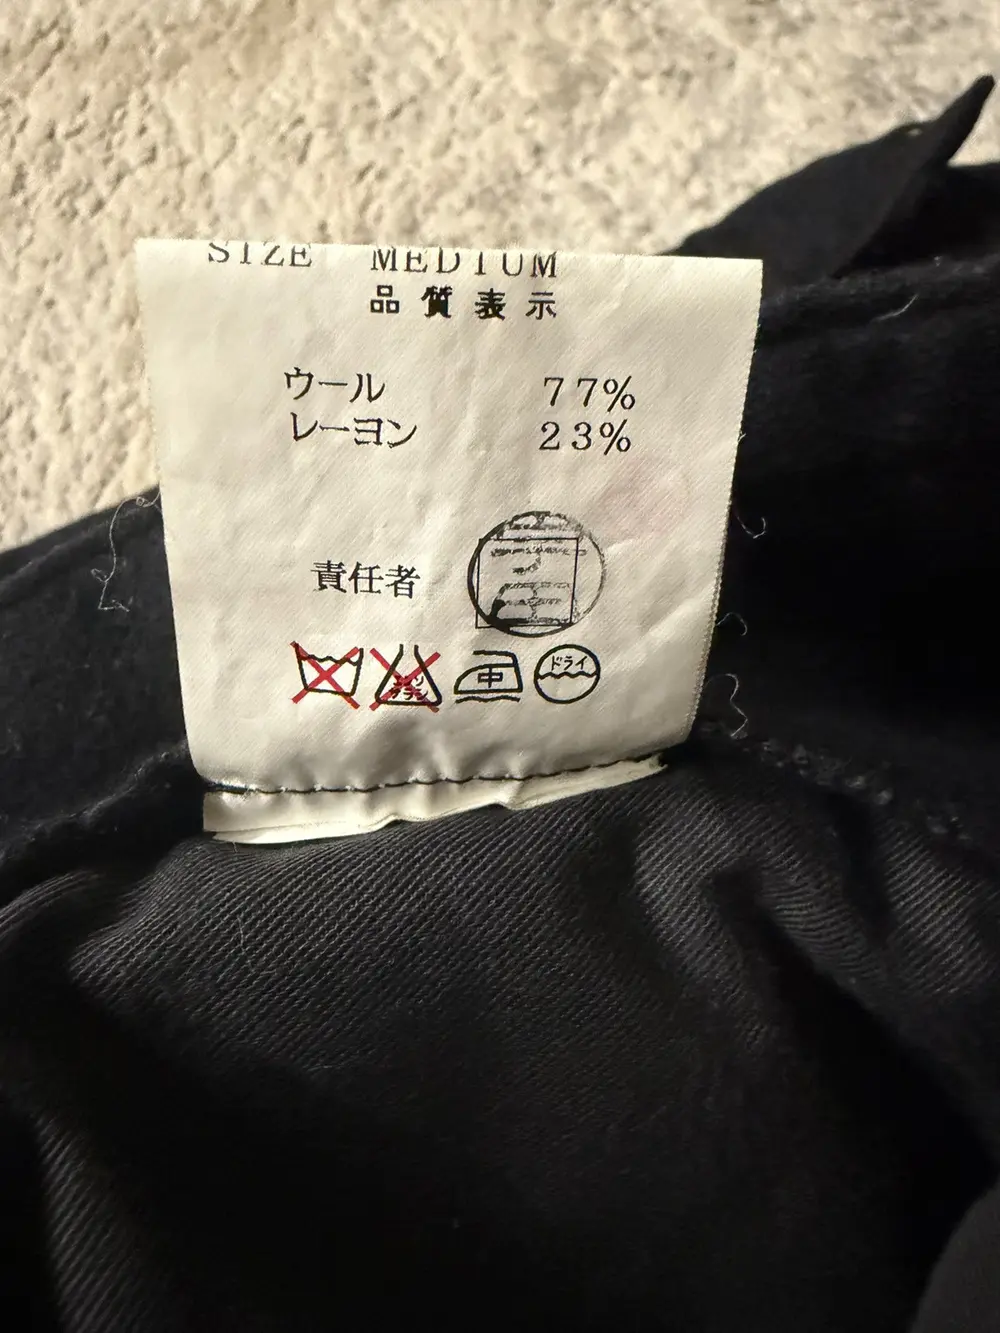 SIZE MEDIUM
品質表示
ウール 77%
レーヨン 23%
責任者
中
ドライ